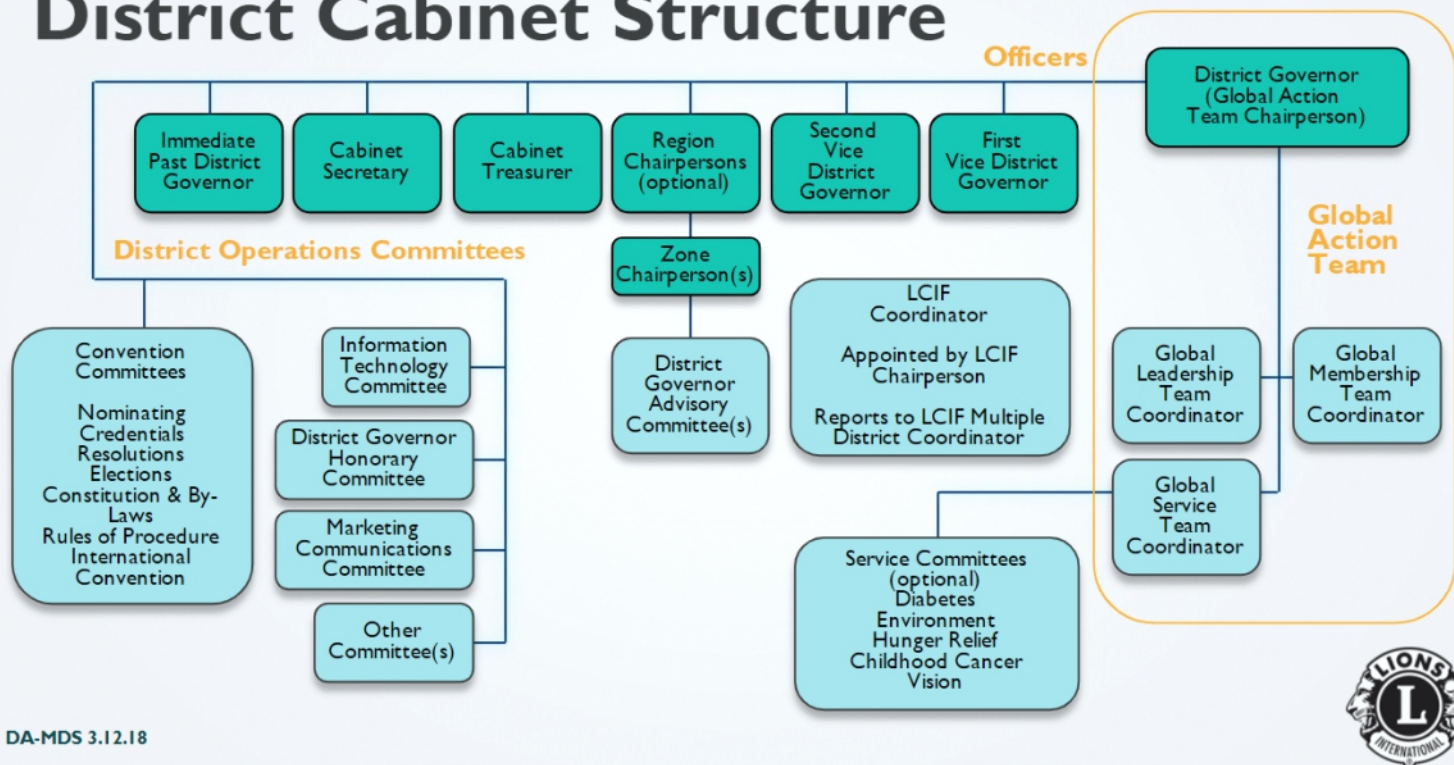 District Cabinet Structure
Officers
District Governor
(Global Action
Team Chairperson)
Immediate
Past District
Governor
Cabinet
Secretary
Cabinet
Treasurer
Region
Chairpersons
(optional)
Second
Vice
District
Governor
First
Vice District
Governor
Global
Action
Team
District Operations Committees
Zone
Chairperson(s)
Convention
Committees
Nominating
Credentials
Resolutions
Elections
Constitution & By-
Laws
Rules of Procedure
International
Convention
Information
Technology
Committee
District Governor
Honorary
Committee
Marketing
Communications
Committee
Other
Committee(s)
District
Governor
Advisory
Committee(s)
LCIF
Coordinator
Appointed by LCIF
Chairperson
Reports to LCIF Multiple
District Coordinator
Global
Leadership
Team
Coordinator
Global
Membership
Team
Coordinator
Global
Service
Team
Coordinator
Service Committees
(optional)
Diabetes
Environment
Hunger Relief
Childhood Cancer
Vision
DA-MDS 3.12.18
LIONS
L
INTERNATIONAL